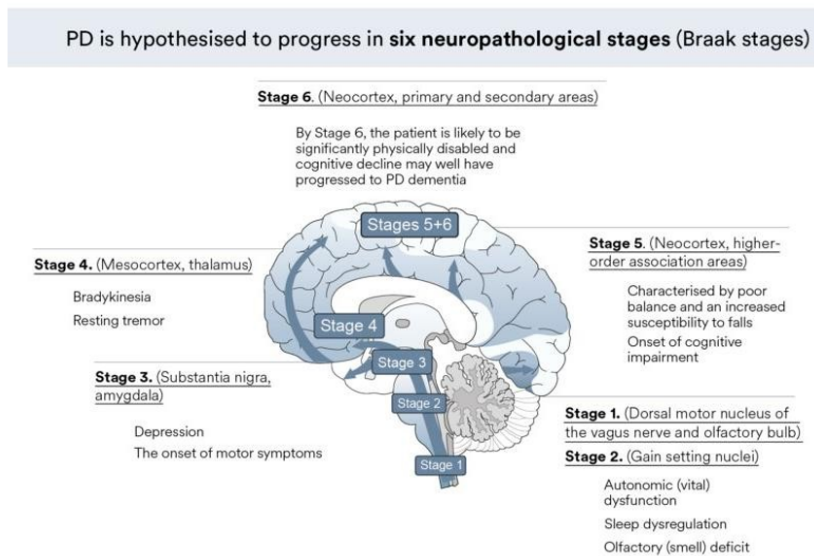 PD is hypothesised to progress in six neuropathological stages (Braak stages)
Stage 6. (Neocortex, primary and secondary areas)
By Stage 6, the patient is likely to be
significantly physically disabled and
cognitive decline may well have
progressed to PD dementia
Stages 5+6
Stage 4. (Mesocortex, thalamus)
Bradykinesia
Resting tremor
Stage 5. (Neocortex, higher-
order association areas)
Characterised by poor
balance and an increased
susceptibility to falls
Onset of cognitive
impairment
Stage 4
Stage 3
Stage 2
Stage 1
Stage 3. (Substantia nigra,
amygdala)
Depression
The onset of motor symptoms
Stage 1. (Dorsal motor nucleus of
the vagus nerve and olfactory bulb)
Stage 2. (Gain setting nuclei)
Autonomic (vital)
dysfunction
Sleep dysregulation
Olfactory (smell) deficit